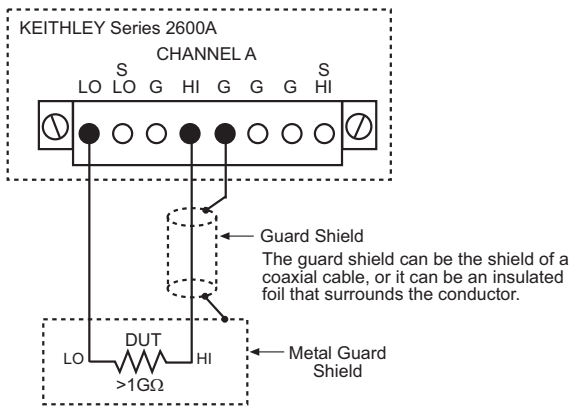 KEITHLEY Series 2600A
CHANNEL A
S S
LO LO G HI G G G HI
Guard Shield
The guard shield can be the shield of a
coaxial cable, or it can be an insulated
foil that surrounds the conductor.
DUT
LO HI
>1GΩ
Metal Guard
Shield